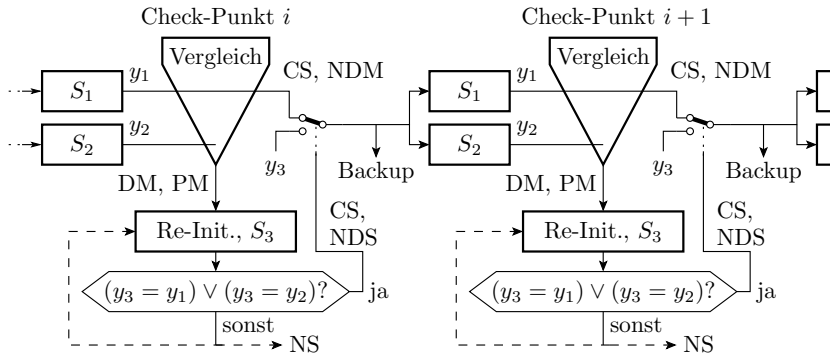 Check-Punkt i
Check-Punkt i + 1
Vergleich
Vergleich
S1
y1
CS, NDM
S1
y1
CS, NDM
S2
y2
S2
y2
y3
Backup
y3
Backup
DM, PM
DM, PM
CS,
NDS
CS,
NDS
Re-Init., S3
Re-Init., S3
(y3 = y1) ∨ (y3 = y2)?
ja
(y3 = y1) ∨ (y3 = y2)?
ja
sonst
sonst
NS
NS